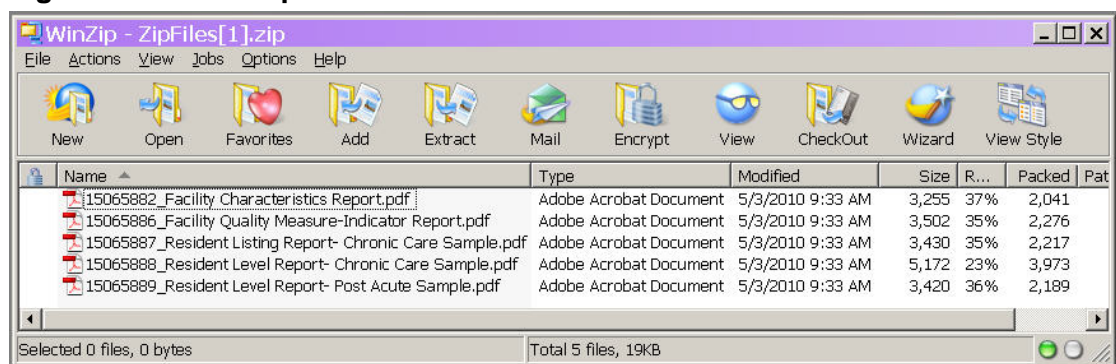 WinZip - ZipFiles[1].zip
File Actions View Jobs Options Help
New Open Favorites Add Extract Mail Encrypt View CheckOut Wizard View Style
Name Type Modified Size R... Packed Pat
15065882_Facility Characteristics Report.pdf Adobe Acrobat Document 5/3/2010 9:33 AM 3,255 37% 2,041
15065886_Facility Quality Measure-Indicator Report.pdf Adobe Acrobat Document 5/3/2010 9:33 AM 3,502 35% 2,276
15065887_Resident Listing Report- Chronic Care Sample.pdf Adobe Acrobat Document 5/3/2010 9:33 AM 3,430 35% 2,217
15065888_Resident Level Report- Chronic Care Sample.pdf Adobe Acrobat Document 5/3/2010 9:33 AM 5,172 23% 3,973
15065889_Resident Level Report- Post Acute Sample.pdf Adobe Acrobat Document 5/3/2010 9:33 AM 3,420 36% 2,189
Selected 0 files, 0 bytes Total 5 files, 19KB